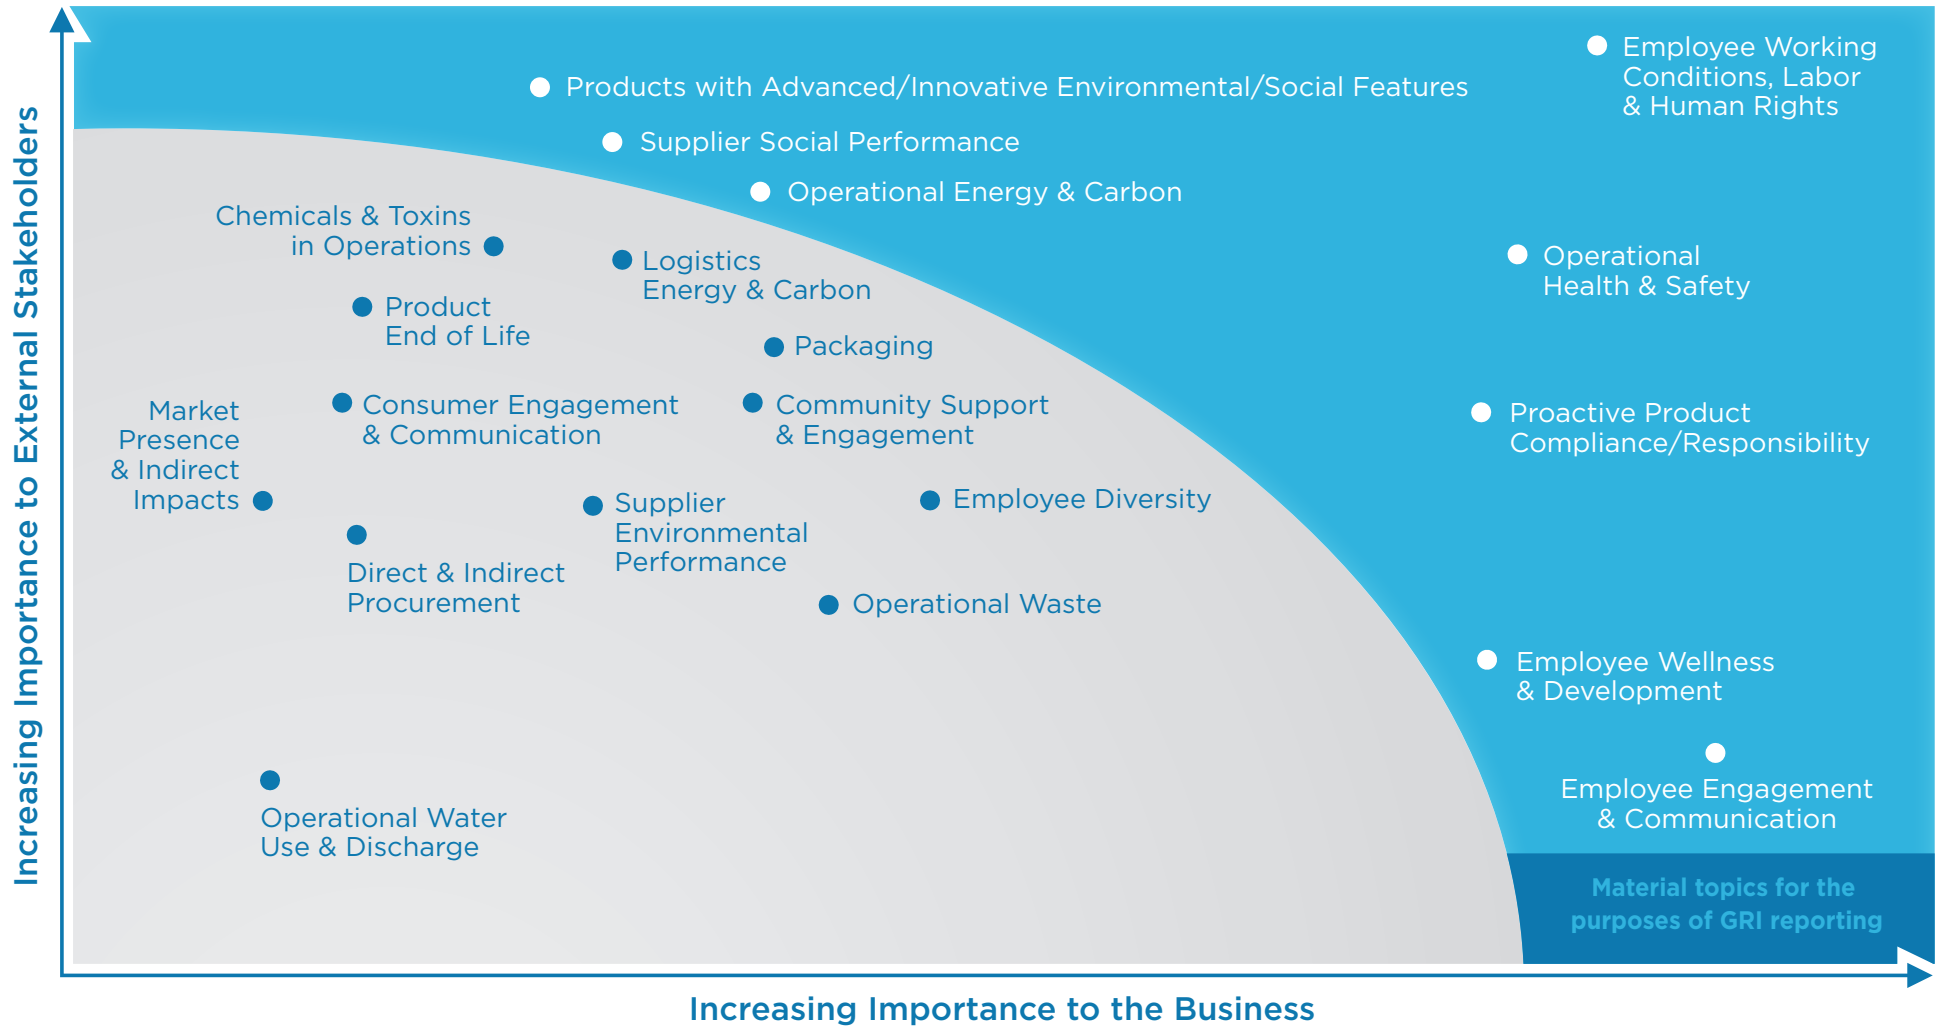 Increasing Importance to External Stakeholders
Employee Working
Conditions, Labor
& Human Rights
Products with Advanced/Innovative Environmental/Social Features
Supplier Social Performance
Operational Energy & Carbon
Chemicals & Toxins
in Operations
Logistics
Energy & Carbon
Operational
Health & Safety
Product
End of Life
Packaging
Market
Presence
& Indirect
Impacts
Consumer Engagement
& Communication
Community Support
& Engagement
Proactive Product
Compliance/Responsibility
Supplier
Environmental
Performance
Employee Diversity
Direct & Indirect
Procurement
Operational Waste
Employee Wellness
& Development
Employee Engagement
& Communication
Operational Water
Use & Discharge
Material topics for the
purposes of GRI reporting
Increasing Importance to the Business